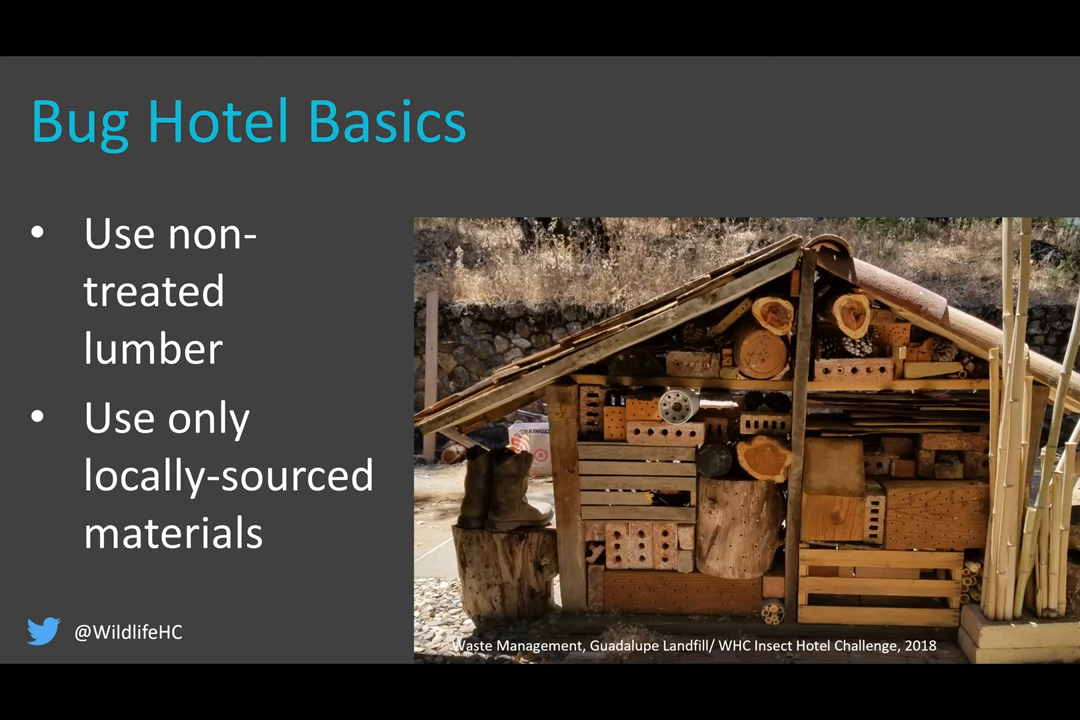 Bug Hotel Basics
• Use non-
treated
lumber
• Use only
locally-sourced
materials
@WildlifeHC
Waste Management, Guadalupe Landfill/ WHC Insect Hotel Challenge, 2018